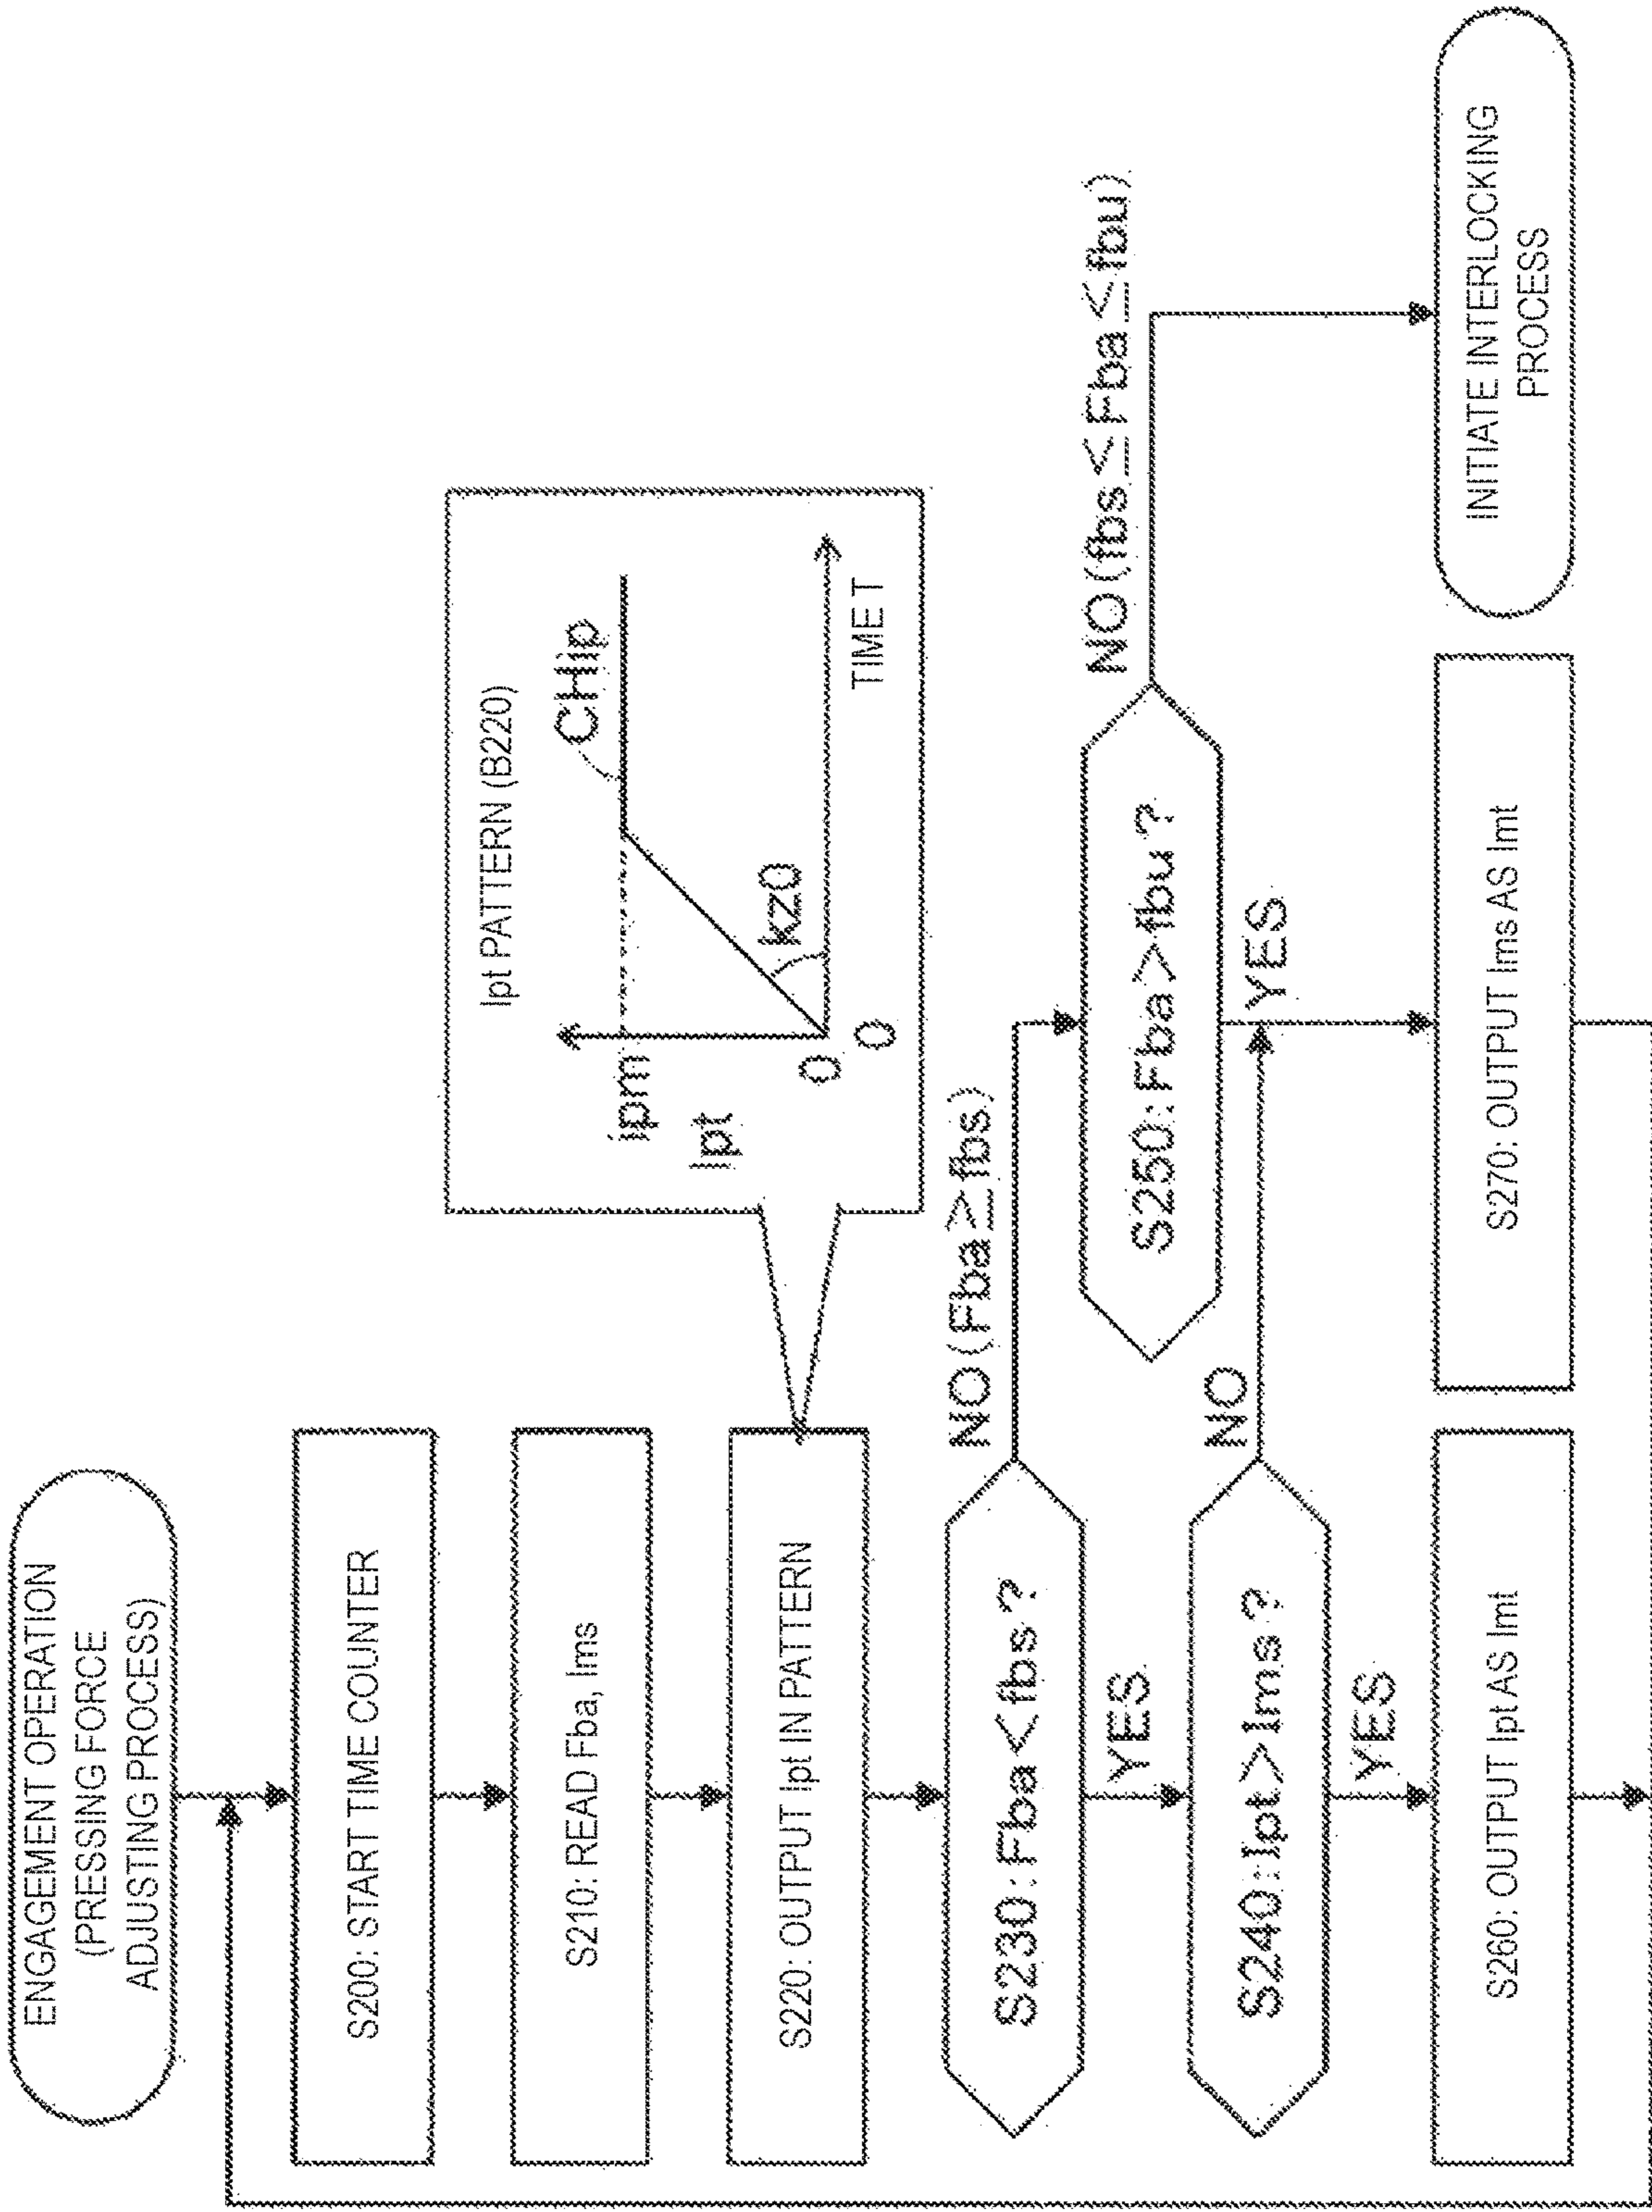 ENGAGEMENT OPERATION
(PRESSING FORCE
ADJUSTING PROCESS)
S200: START TIME COUNTER
S210: READ Fba, Ims
S220: OUTPUT Ipt IN PATTERN
Ipt PATTERN (B220)
CHip
ipm
Ipt
kz0
0
0
TIME T
S230: Fba<fbs?
NO(Fba≧fbs)
YES
S250: Fba>fbu?
NO(fbs≦Fba≦fbu)
YES
S240: Ipt>Ims?
NO
YES
S260: OUTPUT Ipt AS Imt
S270: OUTPUT Ims AS Imt
INITIATE INTERLOCKING
PROCESS